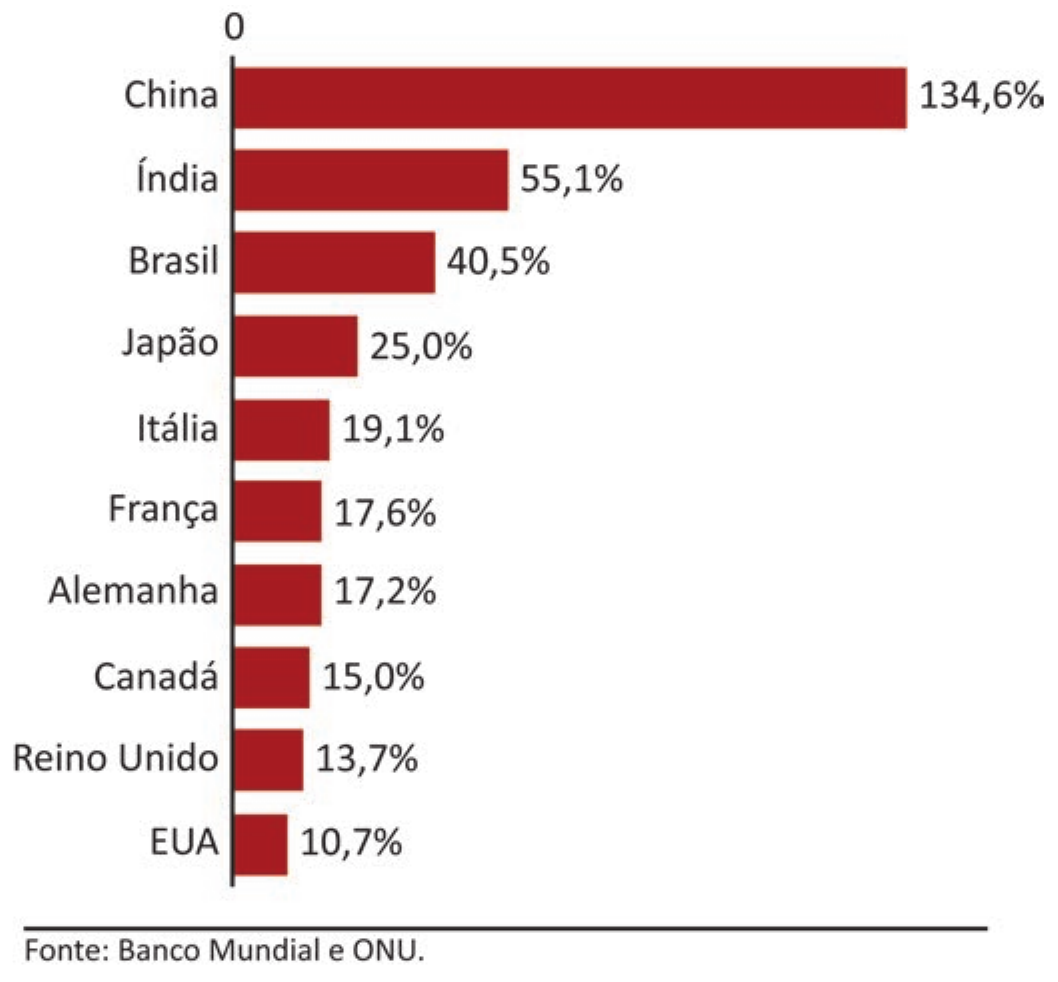 0
China 134,6%
Índia 55,1%
Brasil 40,5%
Japão 25,0%
Itália 19,1%
França 17,6%
Alemanha 17,2%
Canadá 15,0%
Reino Unido 13,7%
EUA 10,7%
Fonte: Banco Mundial e ONU.